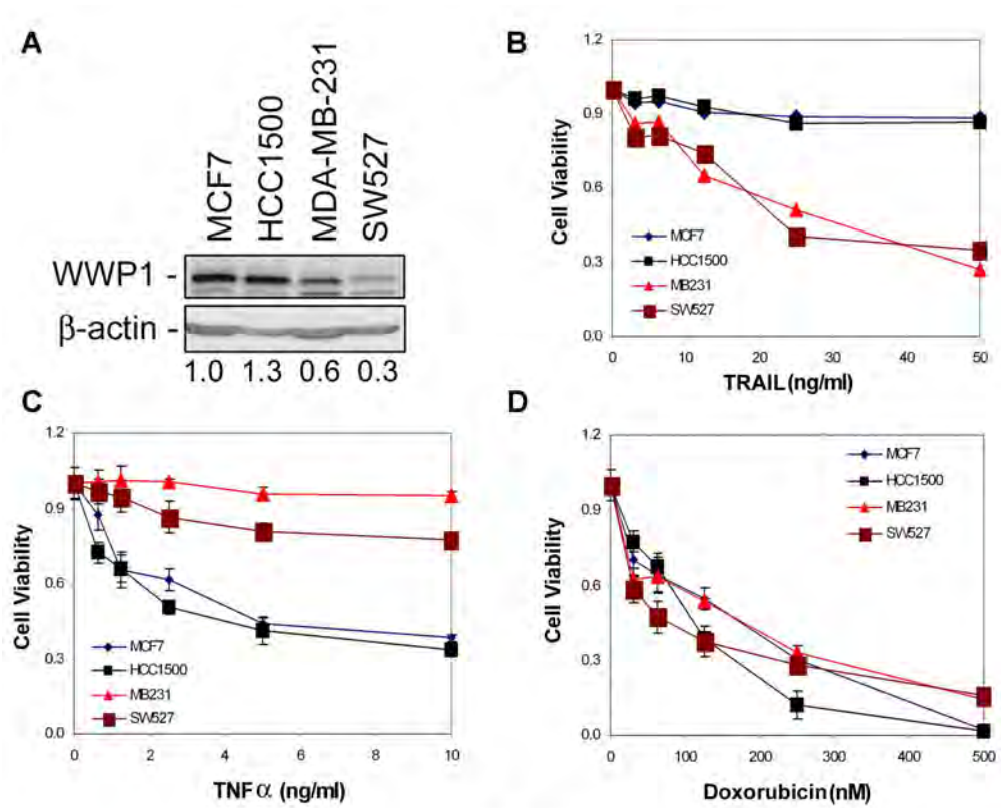 A
MCF7
HCC1500
MDA-MB-231
SW527
WWP1 -
β-actin -
1.0 1.3 0.6 0.3
B
1.2
0.9
0.6
0.3
0.0
Cell Viability
MCF7
HCC1500
MB231
SW527
0 10 20 30 40 50
TRAIL (ng/ml)
C
1.2
0.9
0.6
0.3
0.0
Cell Viability
MCF7
HCC1500
MB231
SW527
0 2 4 6 8 10
TNF α (ng/ml)
D
1.2
0.9
0.6
0.3
0.0
Cell Viability
MCF7
HCC1500
MB231
SW527
0 100 200 300 400 500
Doxorubicin (nM)